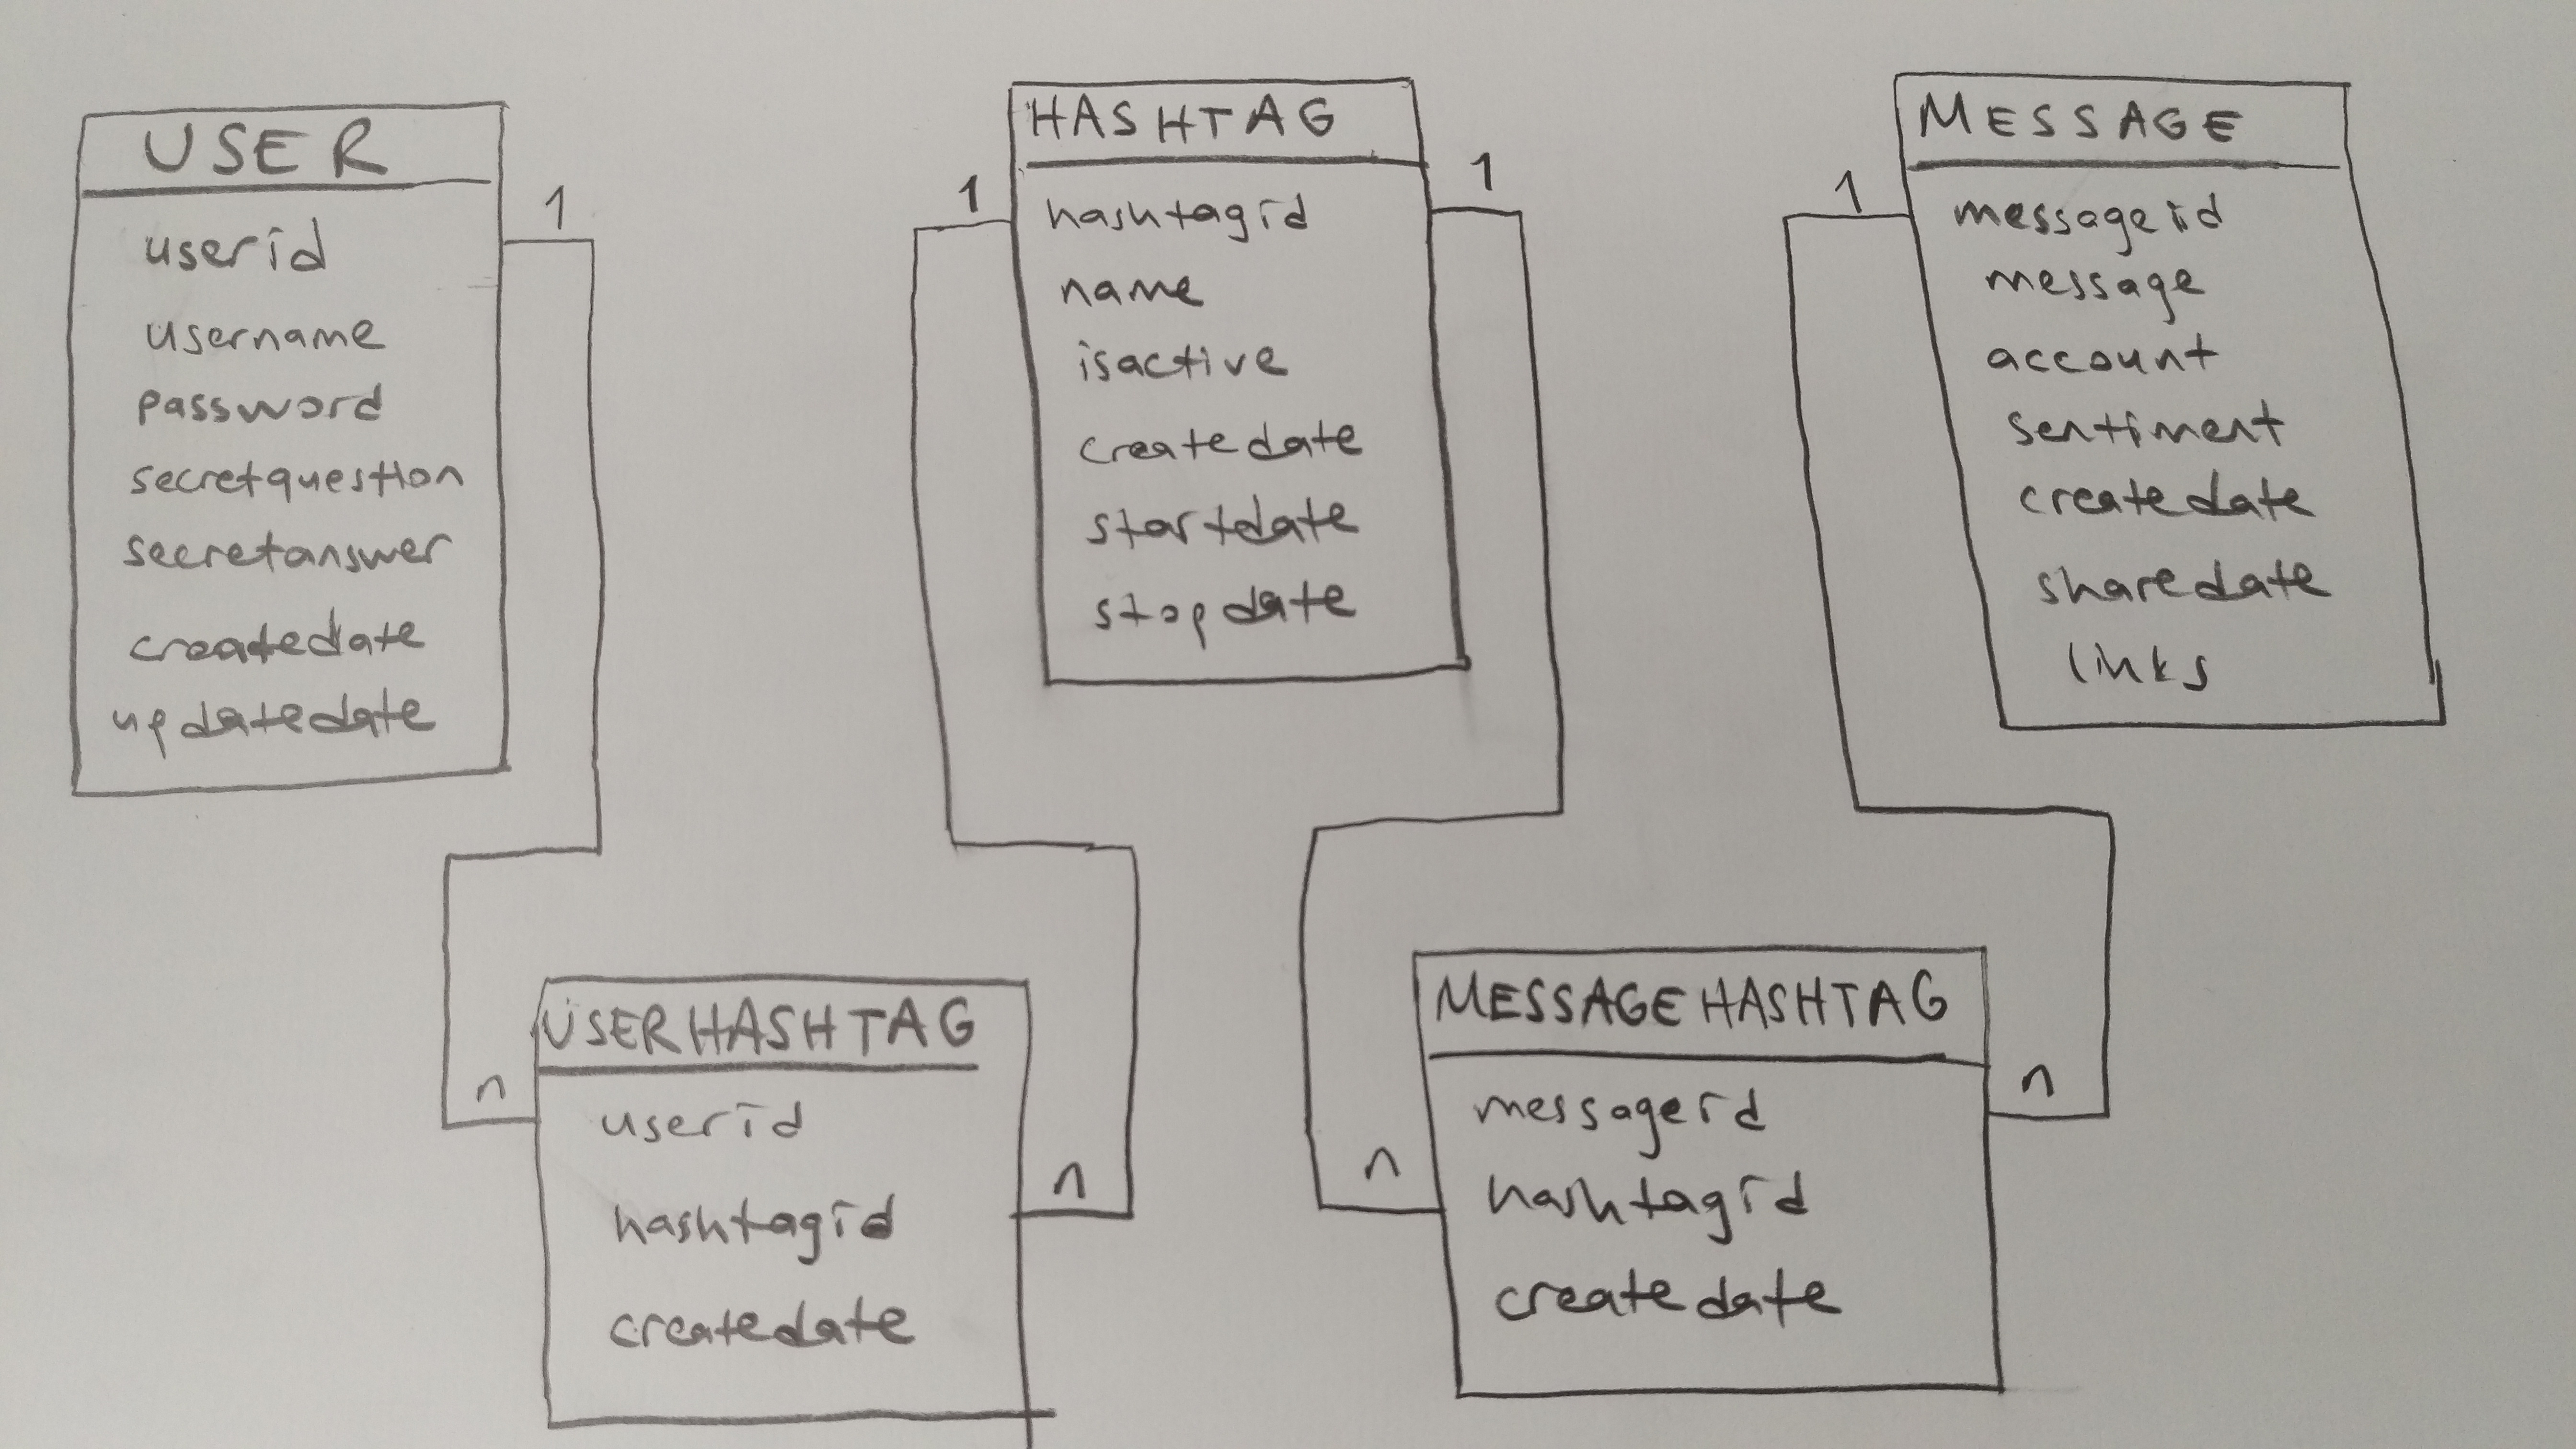 USER
1
userid
username
password
secretquestion
secretanswer
createdate
updatedate
HASHTAG
1
1
hashtagid
name
isactive
createdate
startdate
stopdate
MESSAGE
1
messageid
message
account
sentiment
createdate
sharedate
links
USERHASHTAG
n
userid
n
hashtagid
createdate
MESSAGEHASHTAG
n
messageid
n
hashtagid
createdate